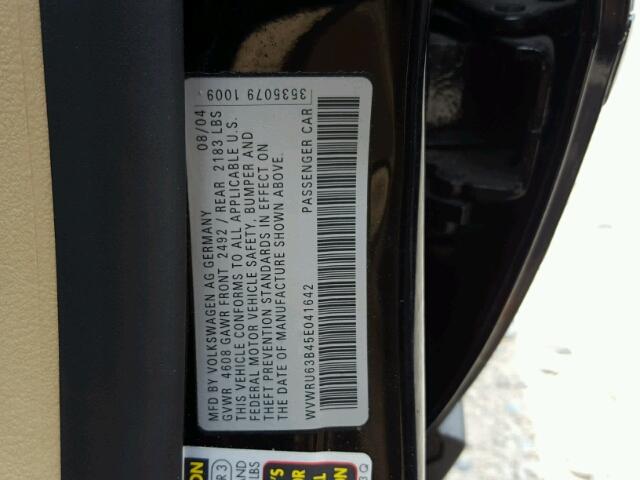 MFD BY VOLKSWAGEN AG GERMANY 08/04
GVWR 4608 GAWR FRONT 2492 / REAR 2183 LBS
THIS VEHICLE CONFORMS TO ALL APPLICABLE U.S.
FEDERAL MOTOR VEHICLE SAFETY, BUMPER AND
THEFT PREVENTION STANDARDS IN EFFECT ON
THE DATE OF MANUFACTURE SHOWN ABOVE.
WVWRU63B45E041642 PASSENGER CAR
3535079 1009